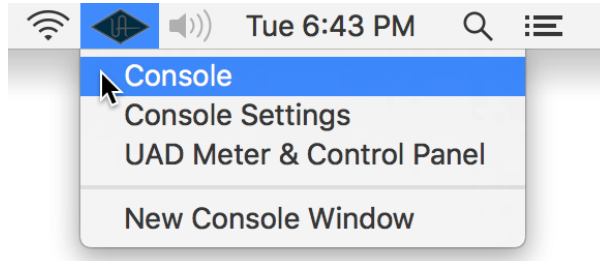 Tue 6:43 PM
Console
Console Settings
UAD Meter & Control Panel
New Console Window